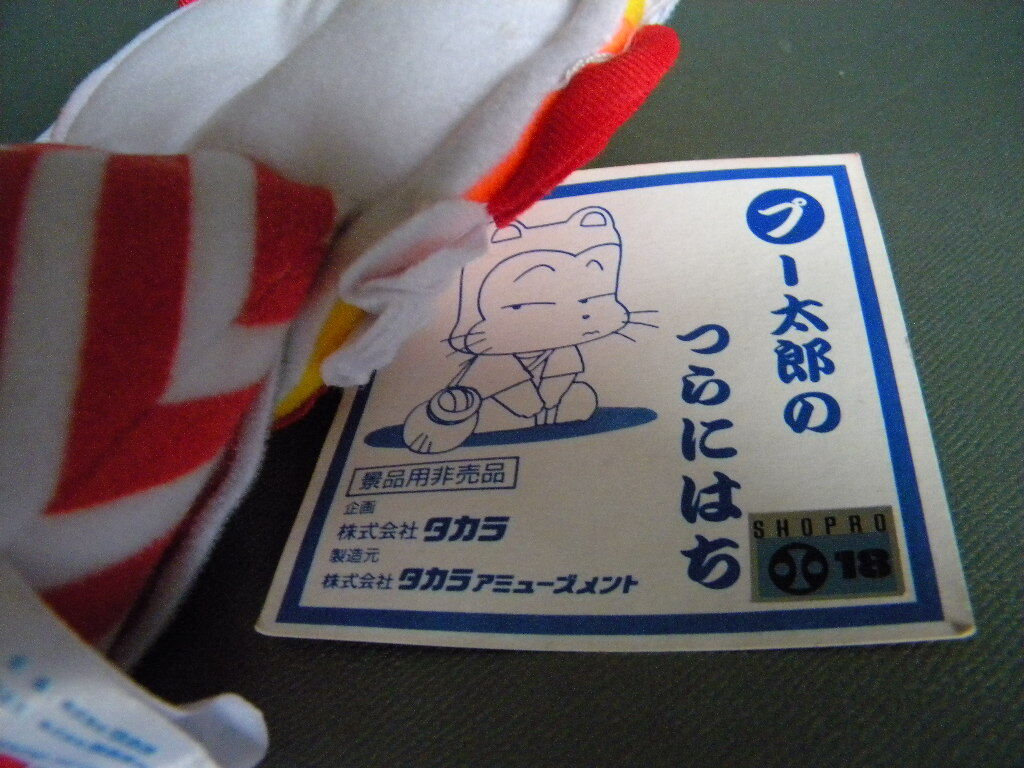 プー太郎の
つらにはち
景品用非売品
企画
株式会社タカラ
製造元
株式会社タカラアミューズメント
SHOPRO
18